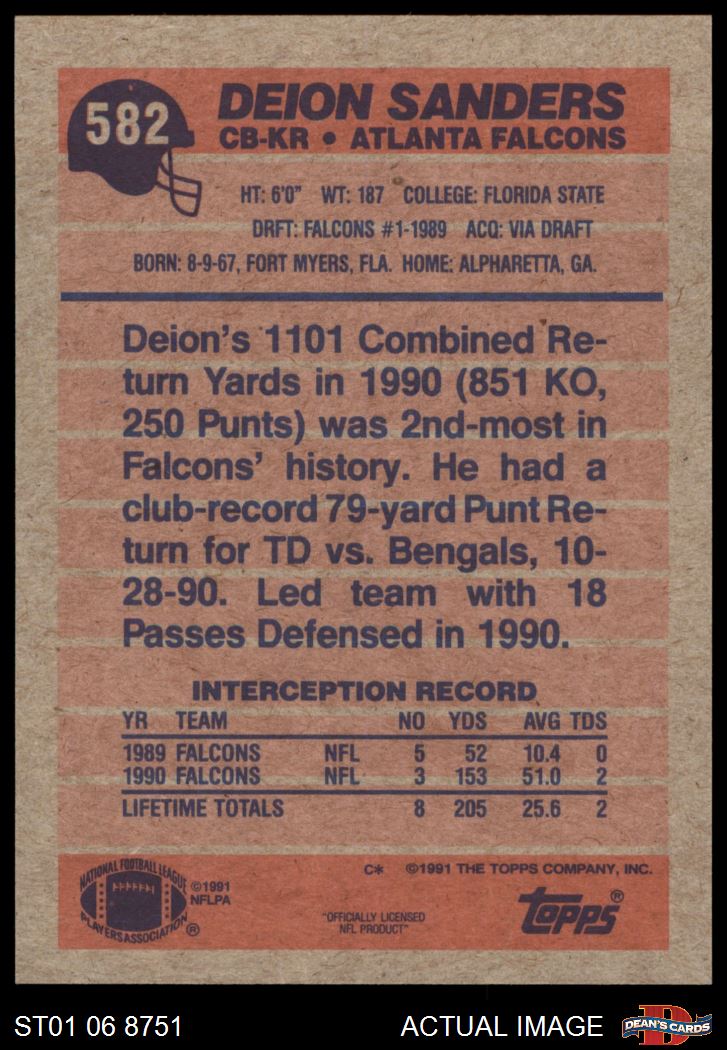 582
DEION SANDERS
CB-KR • ATLANTA FALCONS
HT: 6'0" WT: 187 COLLEGE: FLORIDA STATE
DRFT: FALCONS #1-1989 ACQ: VIA DRAFT
BORN: 8-9-67, FORT MYERS, FLA. HOME: ALPHARETTA, GA.
Deion's 1101 Combined Re-
turn Yards in 1990 (851 KO,
250 Punts) was 2nd-most in
Falcons' history. He had a
club-record 79-yard Punt Re-
turn for TD vs. Bengals, 10-
28-90. Led team with 18
Passes Defensed in 1990.
INTERCEPTION RECORD
YR TEAM NO YDS AVG TDS
1989 FALCONS NFL 5 52 10.4 0
1990 FALCONS NFL 3 153 51.0 2
LIFETIME TOTALS 8 205 25.6 2
NATIONAL FOOTBALL LEAGUE
PLAYERS ASSOCIATION ®
©1991
NFLPA
C* ©1991 THE TOPPS COMPANY, INC.
"OFFICIALLY LICENSED
NFL PRODUCT"
topps®
ST01 06 8751
ACTUAL IMAGE
D
DEAN'S CARDS